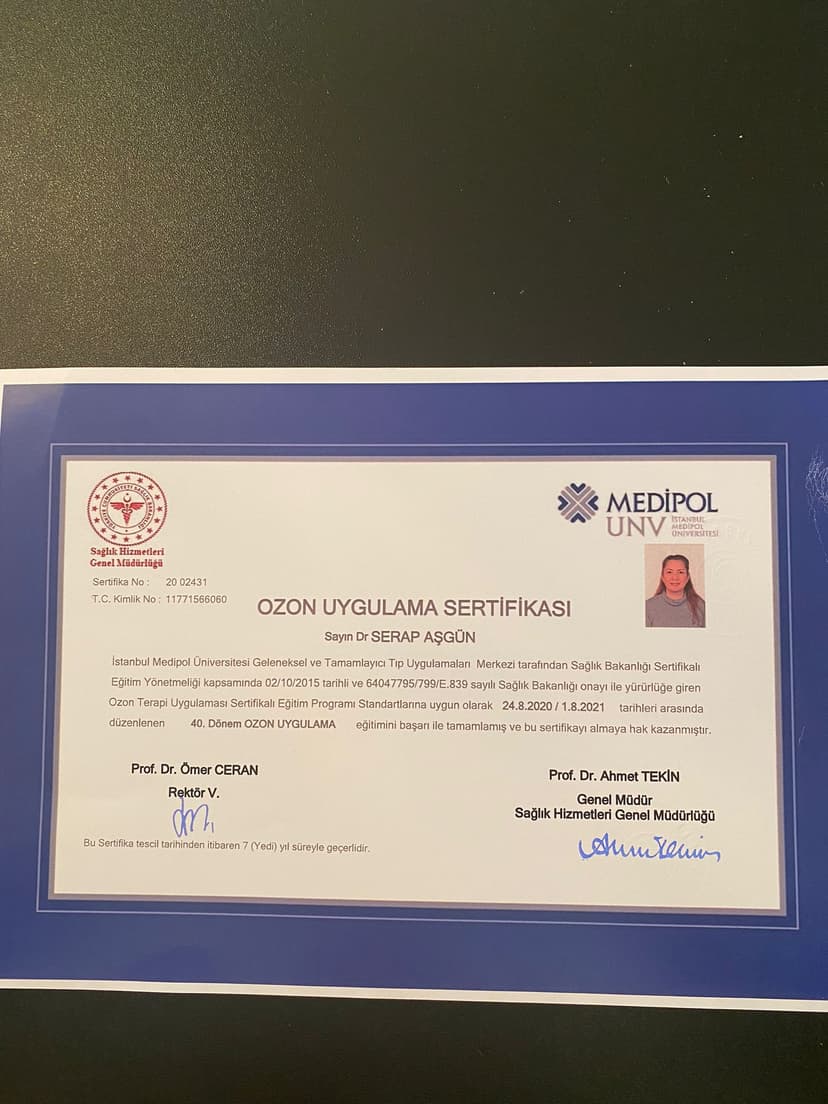 TÜRKİYE CUMHURİYETİ SAĞLIK BAKANLIĞI
Sağlık Hizmetleri
Genel Müdürlüğü
MEDİPOL
UNV İSTANBUL MEDİPOL ÜNİVERSİTESİ
Sertifika No : 20 02431
T.C. Kimlik No : 11771566060
OZON UYGULAMA SERTİFİKASI
Sayın Dr SERAP AŞGÜN
İstanbul Medipol Üniversitesi Geleneksel ve Tamamlayıcı Tıp Uygulamaları Merkezi tarafından Sağlık Bakanlığı Sertifikalı
Eğitim Yönetmeliği kapsamında 02/10/2015 tarihli ve 64047795/799/E.839 sayılı Sağlık Bakanlığı onayı ile yürürlüğe giren
Ozon Terapi Uygulaması Sertifikalı Eğitim Programı Standartlarına uygun olarak 24.8.2020 / 1.8.2021 tarihleri arasında
düzenlenen 40. Dönem OZON UYGULAMA eğitimini başarı ile tamamlamış ve bu sertifikayı almaya hak kazanmıştır.
Prof. Dr. Ömer CERAN
Rektör V.
Prof. Dr. Ahmet TEKİN
Genel Müdür
Sağlık Hizmetleri Genel Müdürlüğü
Bu Sertifika tescil tarihinden itibaren 7 (Yedi) yıl süreyle geçerlidir.